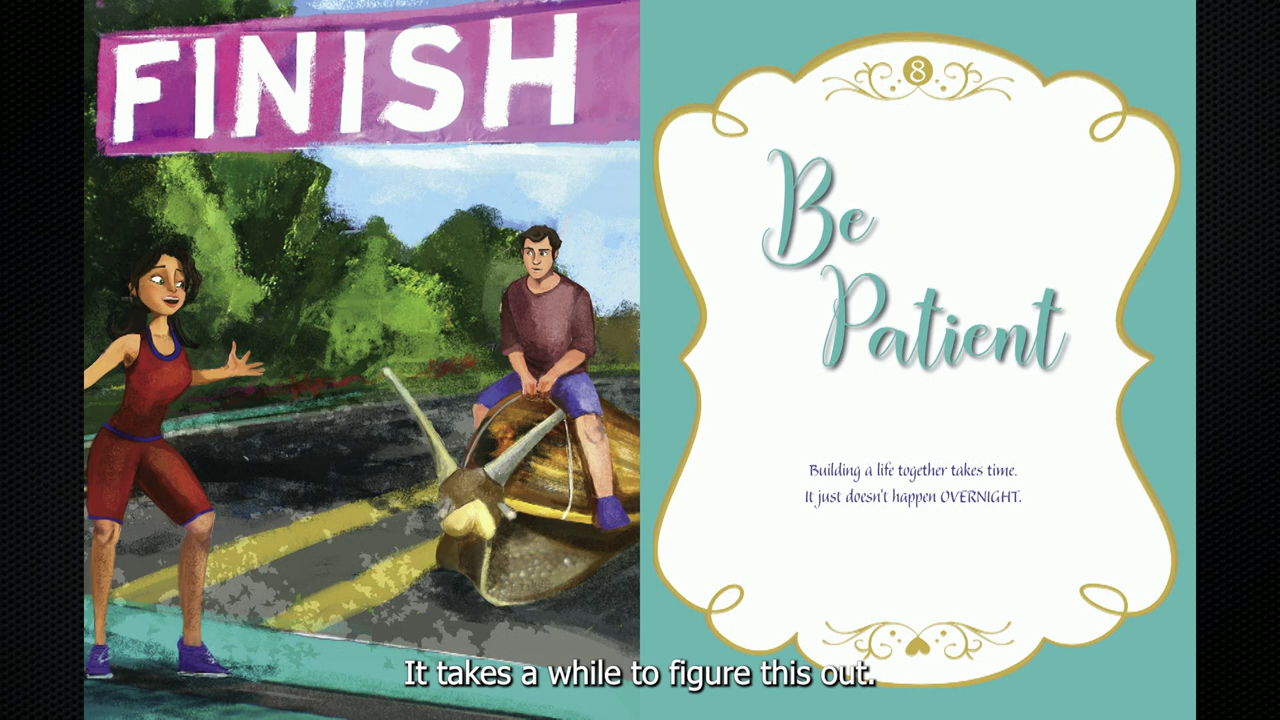 FINISH
8
Be
Patient
Building a life together takes time.
It just doesn't happen OVERNIGHT.
It takes a while to figure this out.